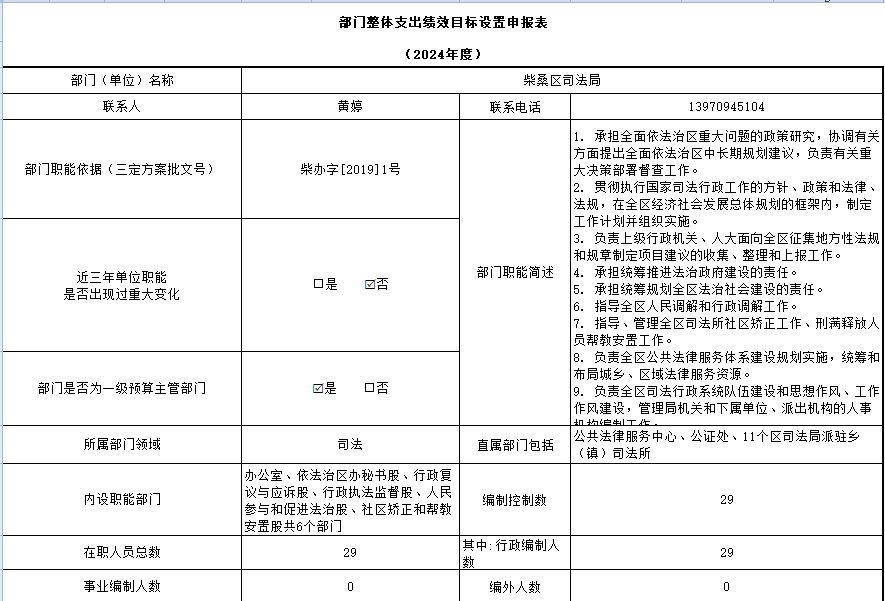 部门整体支出绩效目标设置申报表
（2024年度）
部门（单位）名称
柴桑区司法局
联系人
黄婷
联系电话
13970945104
部门职能依据（三定方案批文号）
柴办字[2019]1号
近三年单位职能
是否出现过重大变化
☐是 ☑否
部门是否为一级预算主管部门
☑是 ☐否
部门职能简述
1. 承担全面依法治区重大问题的政策研究，协调有关
方面提出全面依法治区中长期规划建议，负责有关重
大决策部署督查工作。
2. 贯彻执行国家司法行政工作的方针、政策和法律、
法规，在全区经济社会发展总体规划的框架内，制定
工作计划并组织实施。
3. 负责上级行政机关、人大面向全区征集地方性法规
和规章制定项目建议的收集、整理和上报工作。
4. 承担统筹推进法治政府建设的责任。
5. 承担统筹规划全区法治社会建设的责任。
6. 指导全区人民调解和行政调解工作。
7. 指导、管理全区司法所社区矫正工作、刑满释放人
员帮教安置工作。
8. 负责全区公共法律服务体系建设规划实施，统筹和
布局城乡、区域法律服务资源。
9. 负责全区司法行政系统队伍建设和思想作风、工作
作风建设，管理局机关和下属单位、派出机构的人事
机构编制工作。
所属部门领域
司法
直属部门包括
公共法律服务中心、公证处、11个区司法局派驻乡
（镇）司法所
内设职能部门
办公室、依法治区办秘书股、行政复
议与应诉股、行政执法监督股、人民
参与和促进法治股、社区矫正和帮教
安置股共6个部门
编制控制数
29
在职人员总数
29
其中:行政编制人
数
29
事业编制人数
0
编外人数
0